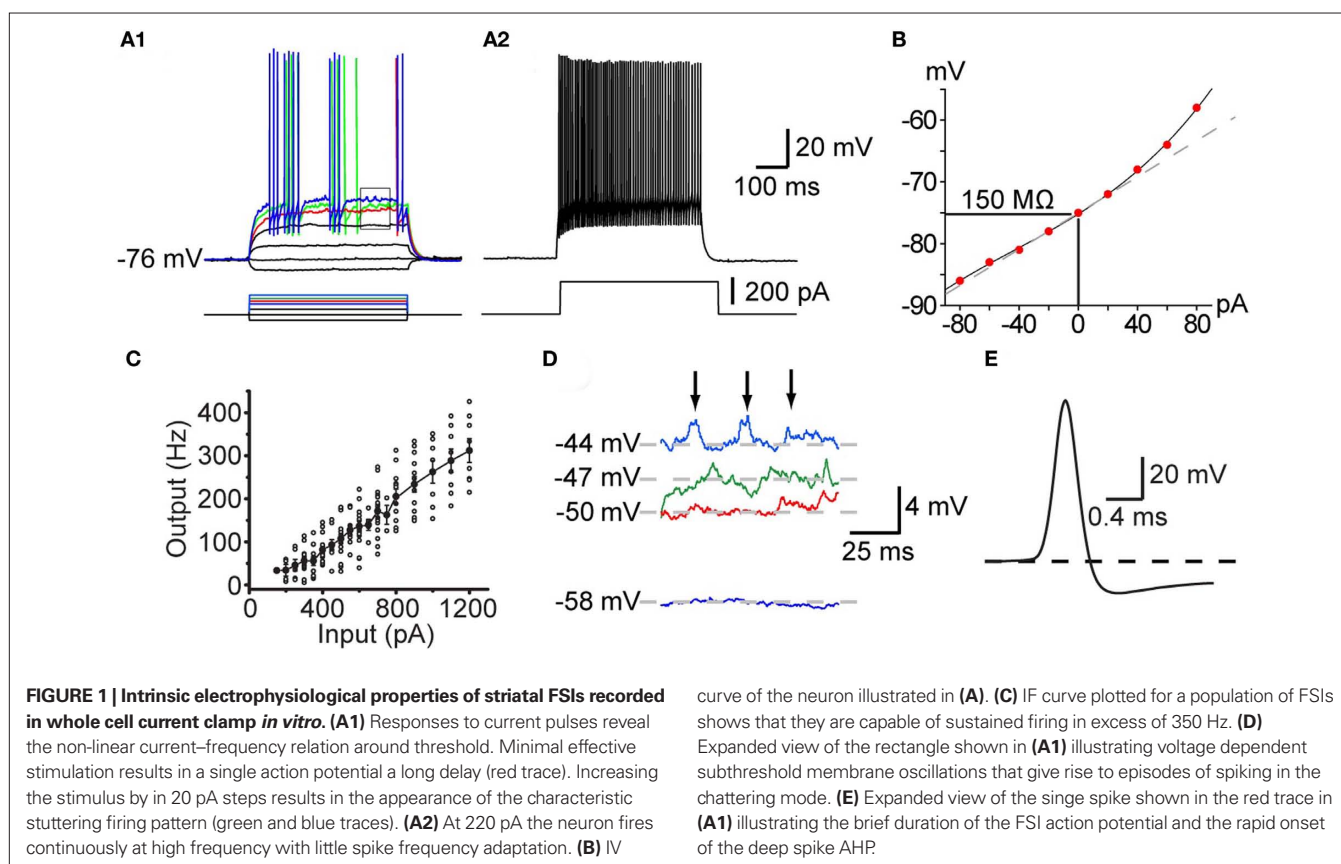 A1
A2
B
mV
-60
-70
-80
-90
150 MΩ
-80
-40
0
40
80
pA
20 mV
100 ms
-76 mV
200 pA
C
D
E
Output (Hz)
400
300
200
100
0
0
400
800
1200
Input (pA)
-44 mV
-47 mV
-50 mV
-58 mV
4 mV
25 ms
20 mV
0.4 ms
FIGURE 1 | Intrinsic electrophysiological properties of striatal FSIs recorded
in whole cell current clamp in vitro. (A1) Responses to current pulses reveal
the non-linear current–frequency relation around threshold. Minimal effective
stimulation results in a single action potential a long delay (red trace). Increasing
the stimulus by in 20 pA steps results in the appearance of the characteristic
stuttering firing pattern (green and blue traces). (A2) At 220 pA the neuron fires
continuously at high frequency with little spike frequency adaptation. (B) IV
curve of the neuron illustrated in (A). (C) IF curve plotted for a population of FSIs
shows that they are capable of sustained firing in excess of 350 Hz. (D)
Expanded view of the rectangle shown in (A1) illustrating voltage dependent
subthreshold membrane oscillations that give rise to episodes of spiking in the
chattering mode. (E) Expanded view of the singe spike shown in the red trace in
(A1) illustrating the brief duration of the FSI action potential and the rapid onset
of the deep spike AHP.